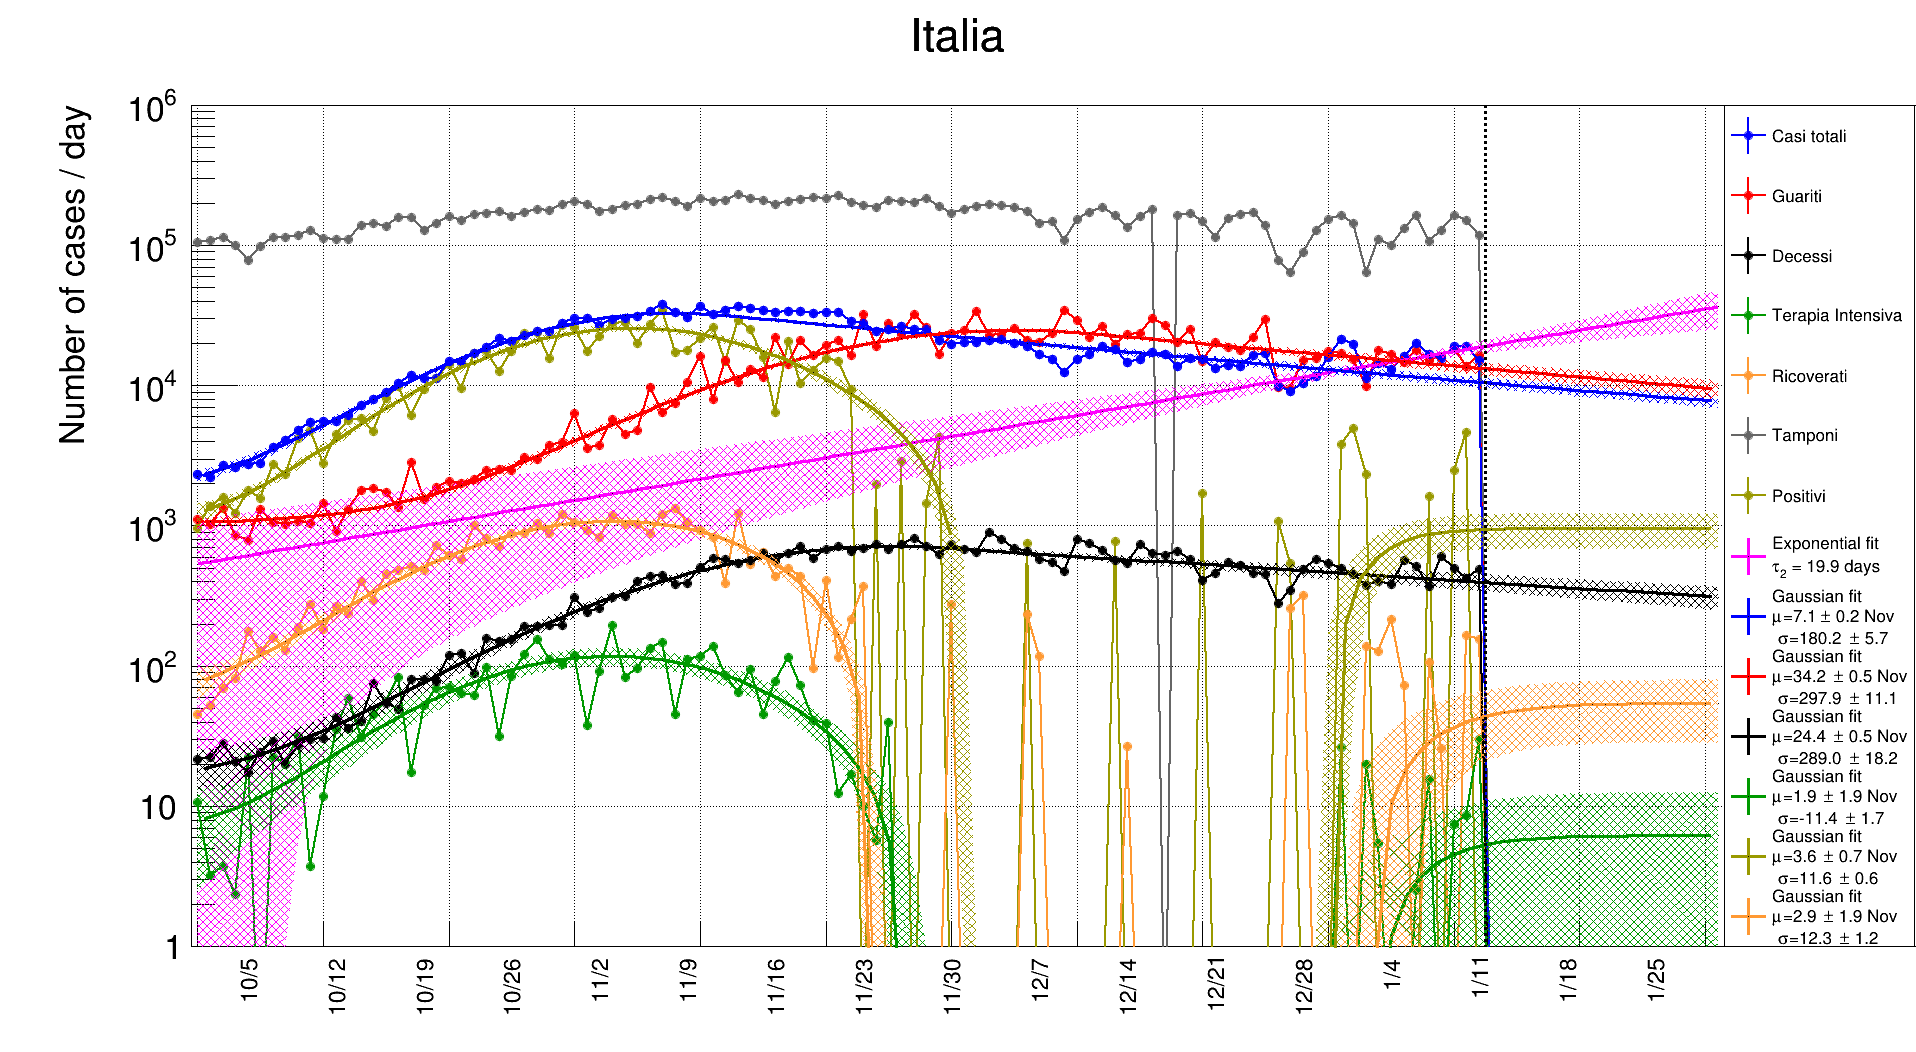 Italia
Number of cases / day
10^6
10^5
10^4
10^3
10^2
10
1
10/5
10/12
10/19
10/26
11/2
11/9
11/16
11/23
11/30
12/7
12/14
12/21
12/28
1/4
1/11
1/18
1/25
Casi totali
Guariti
Decessi
Terapia Intensiva
Ricoverati
Tamponi
Positivi
Exponential fit
τ₂ = 19.9 days
Gaussian fit
μ=7.1 ± 0.2 Nov
σ=180.2 ± 5.7
Gaussian fit
μ=34.2 ± 0.5 Nov
σ=297.9 ± 11.1
Gaussian fit
μ=24.4 ± 0.5 Nov
σ=289.0 ± 18.2
Gaussian fit
μ=1.9 ± 1.9 Nov
σ=-11.4 ± 1.7
Gaussian fit
μ=3.6 ± 0.7 Nov
σ=11.6 ± 0.6
Gaussian fit
μ=2.9 ± 1.9 Nov
σ=12.3 ± 1.2